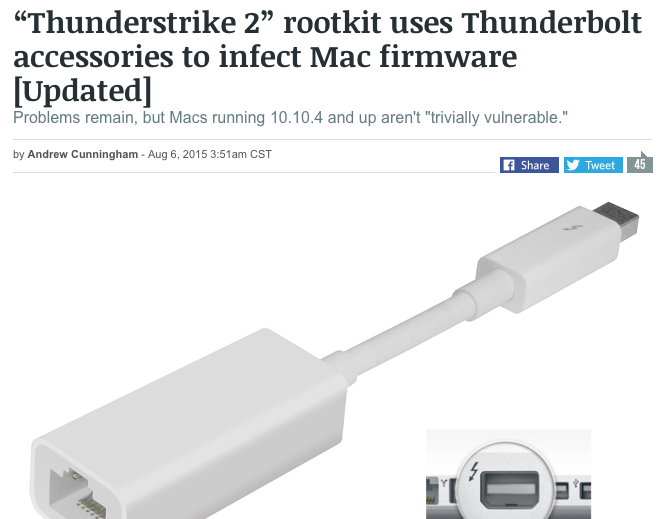 “Thunderstrike 2” rootkit uses Thunderbolt
accessories to infect Mac firmware
[Updated]
Problems remain, but Macs running 10.10.4 and up aren't "trivially vulnerable."
by Andrew Cunningham - Aug 6, 2015 3:51am CST
Share Tweet 45